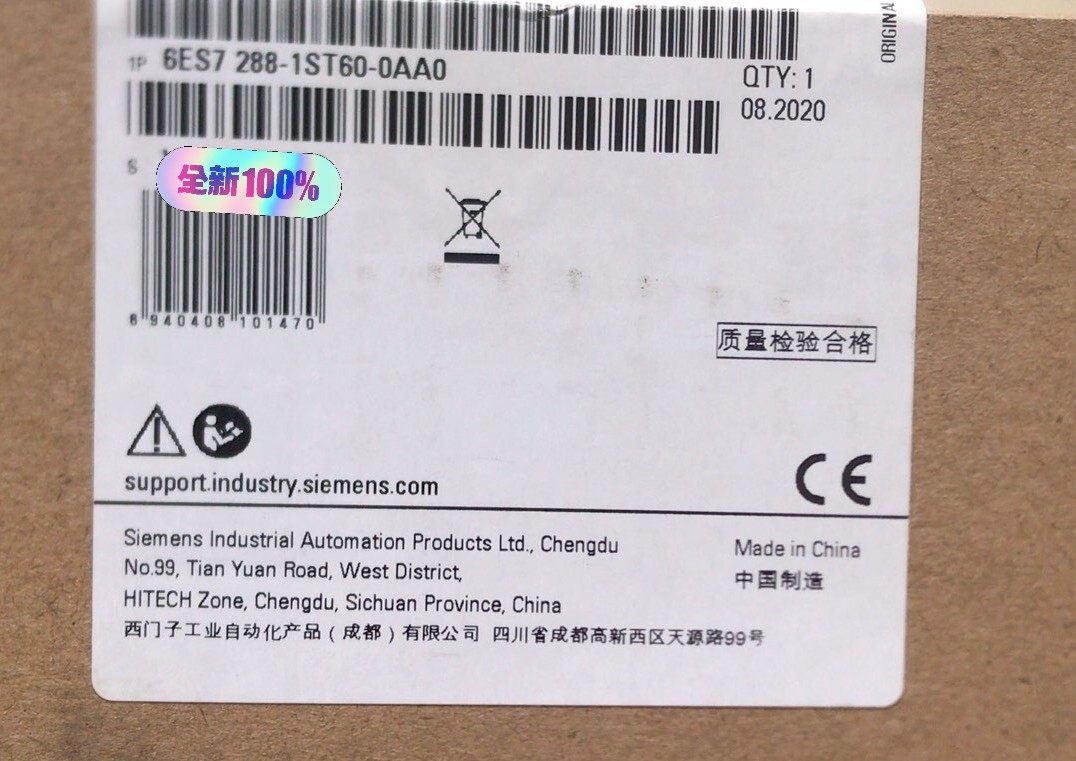 ORIGINAL
1P 6ES7 288-1ST60-0AA0
QTY: 1
08.2020
S
全新100%
6 940408 101470
质量检验合格
support.industry.siemens.com
CE
Siemens Industrial Automation Products Ltd., Chengdu
No.99, Tian Yuan Road, West District,
HITECH Zone, Chengdu, Sichuan Province, China
西门子工业自动化产品（成都）有限公司 四川省成都高新西区天源路99号
Made in China
中国制造